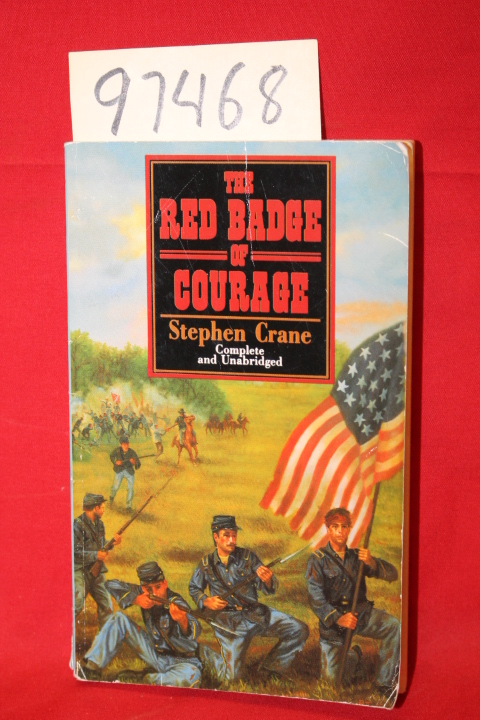 97468
THE
RED BADGE
OF
COURAGE
Stephen Crane
Complete
and Unabridged